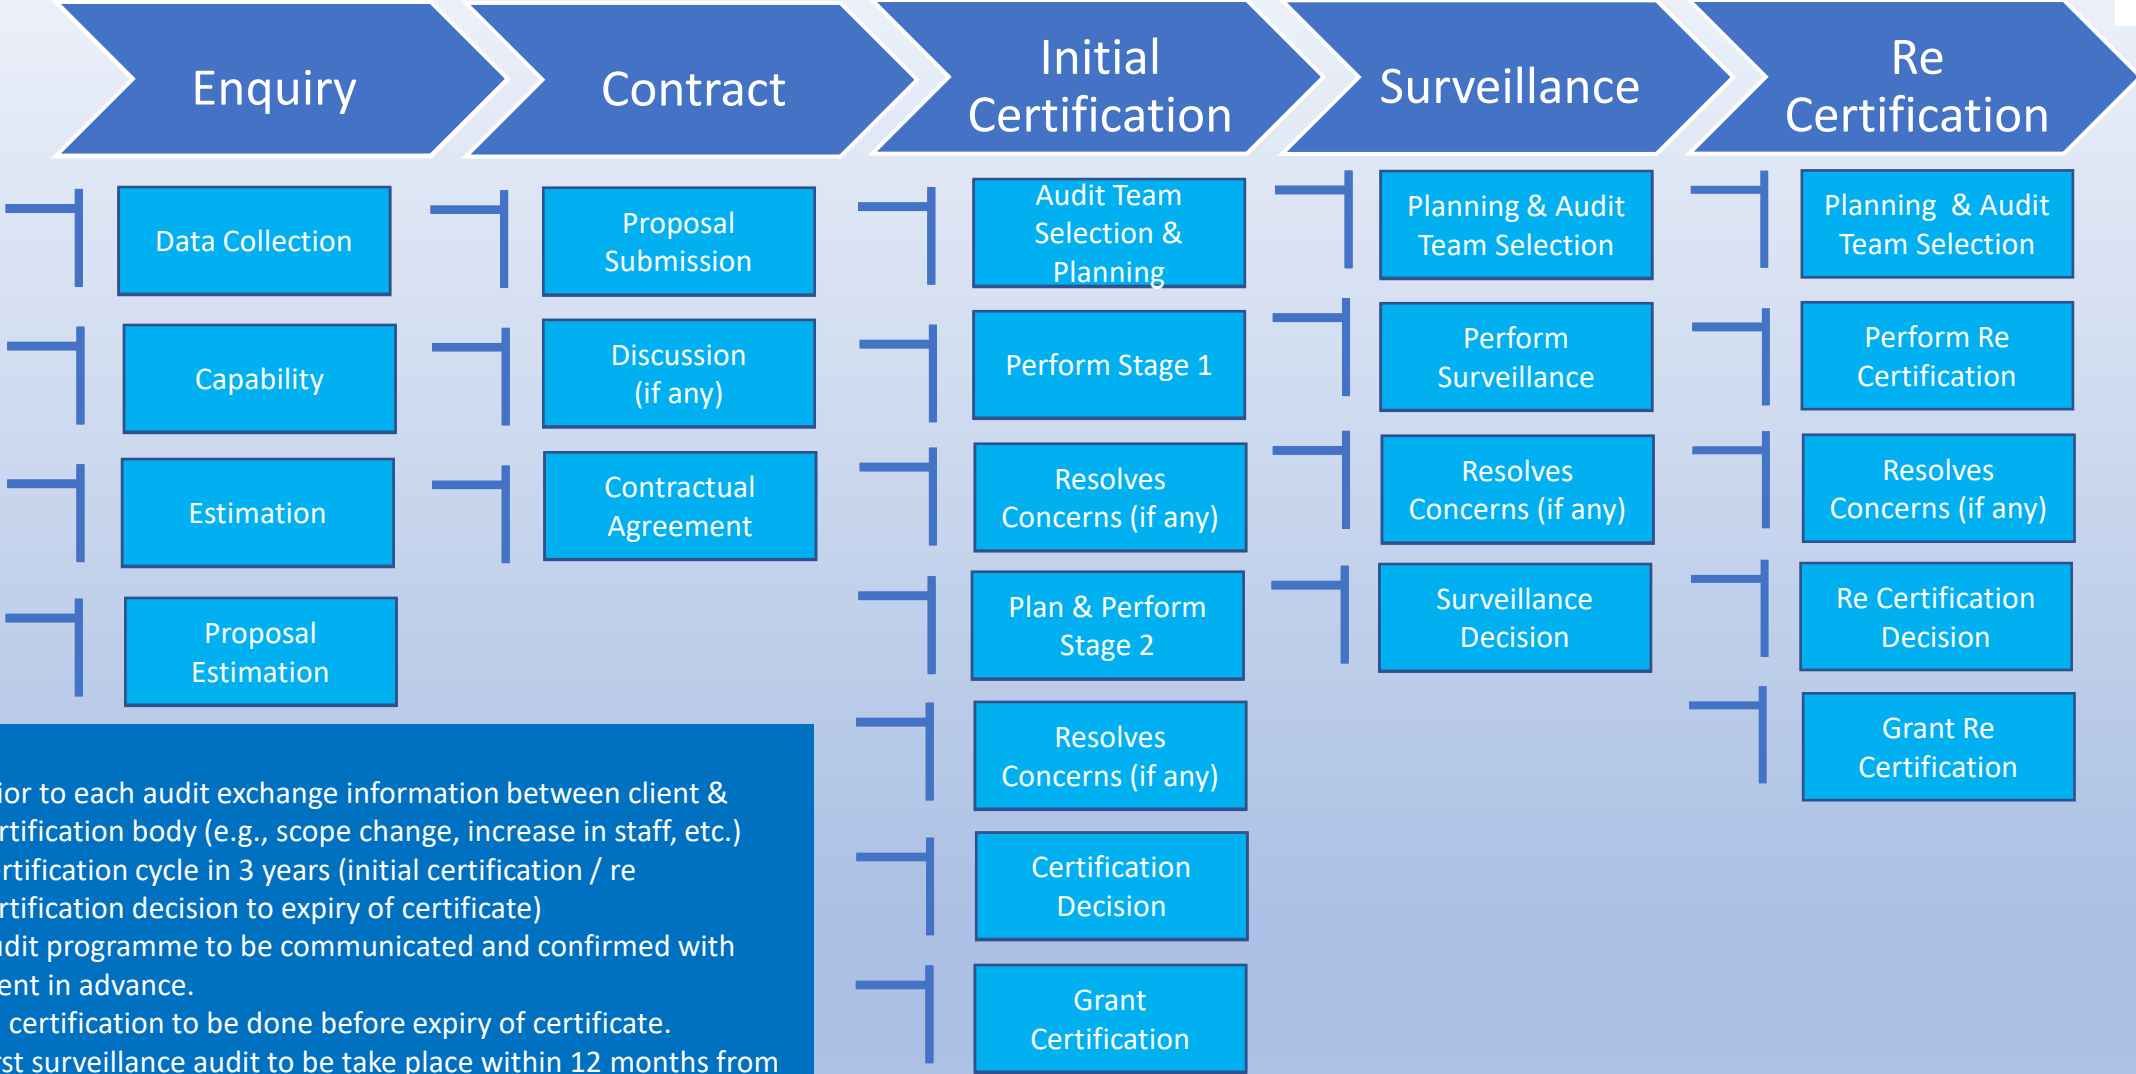 Enquiry
Contract
Initial
Certification
Surveillance
Re
Certification
Data Collection
Capability
Estimation
Proposal
Estimation
Proposal
Submission
Discussion
(if any)
Contractual
Agreement
Audit Team
Selection &
Planning
Perform Stage 1
Resolves
Concerns (if any)
Plan & Perform
Stage 2
Resolves
Concerns (if any)
Certification
Decision
Grant
Certification
Planning & Audit
Team Selection
Perform
Surveillance
Resolves
Concerns (if any)
Surveillance
Decision
Planning & Audit
Team Selection
Perform Re
Certification
Resolves
Concerns (if any)
Re Certification
Decision
Grant Re
Certification
ior to each audit exchange information between client &
rtification body (e.g., scope change, increase in staff, etc.)
ertification cycle in 3 years (initial certification / re
rtification decision to expiry of certificate)
udit programme to be communicated and confirmed with
ent in advance.
certification to be done before expiry of certificate.
rst surveillance audit to be take place within 12 months from